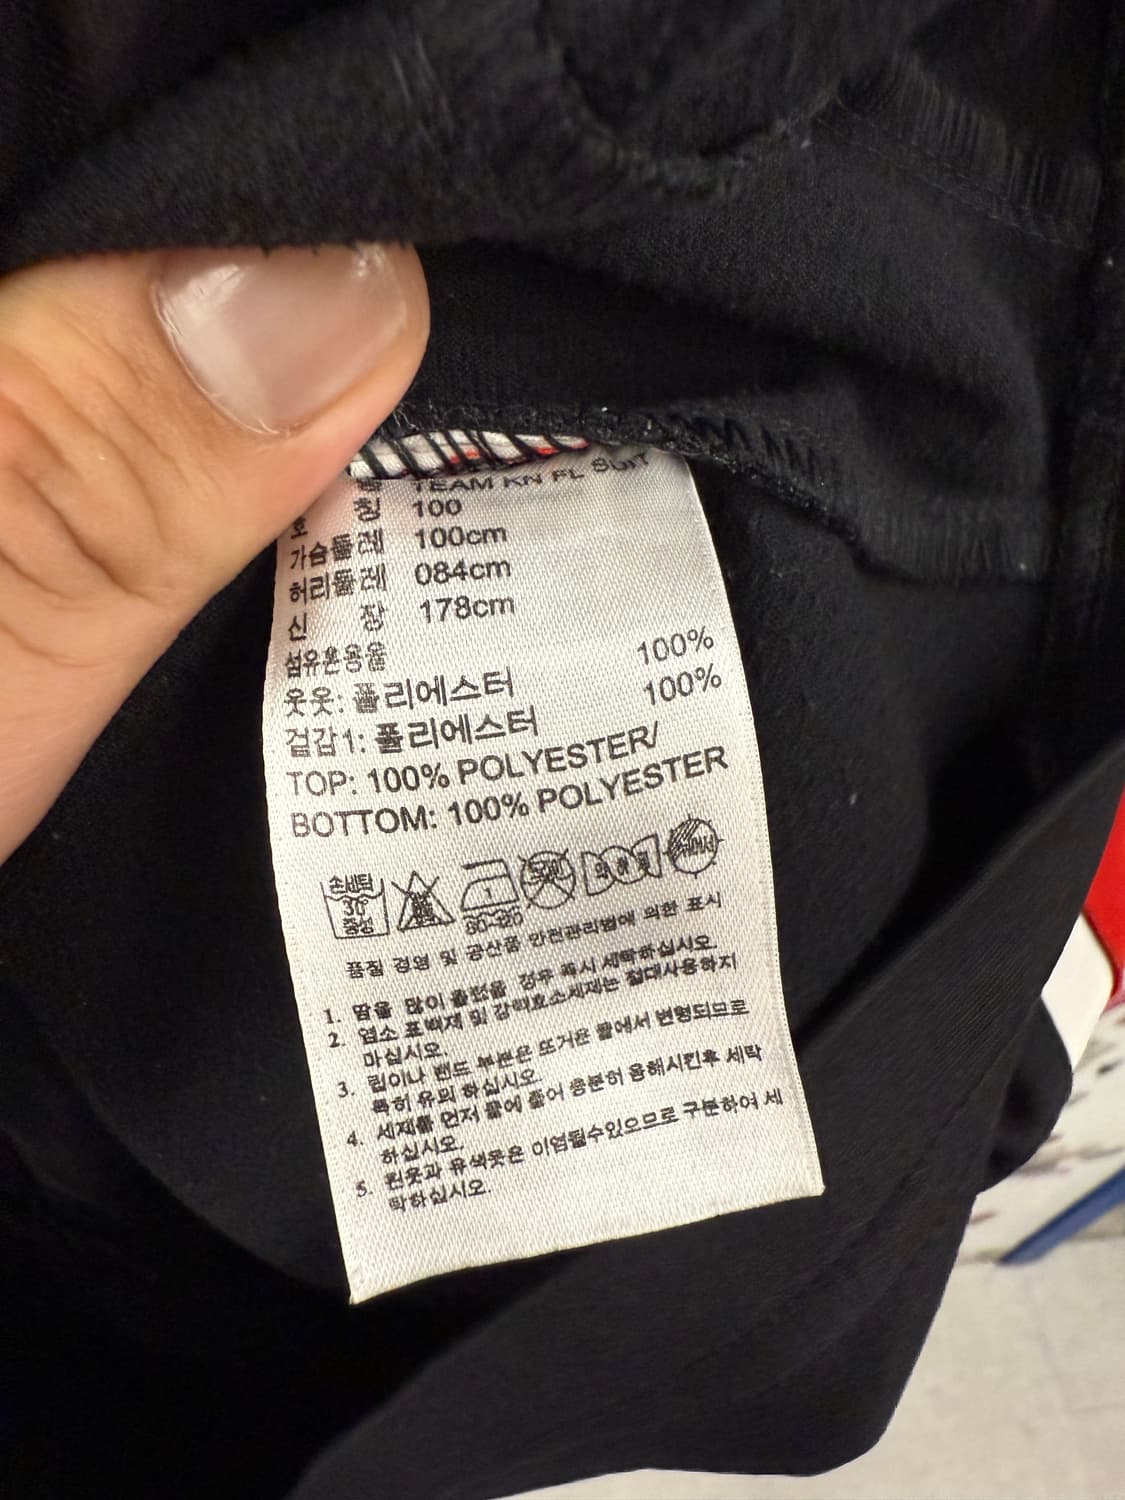 TEAM KN FL SUIT
호 칭 100
가슴둘레 100cm
허리둘레 084cm
신 장 178cm
섬유혼용율
웃옷: 폴리에스터 100%
겉감1: 폴리에스터 100%
TOP: 100% POLYESTER/
BOTTOM: 100% POLYESTER
손세탁
30°
중성
1
80~120
품질 경영 및 공산품 안전관리법에 의한 표시
1. 땀을 많이 흘렸을 경우 즉시 세탁하십시오.
2. 염소 표백제 및 강력효소세제는 절대사용하지
마십시오.
3. 립이나 밴드 부분은 뜨거운 물에서 변형되므로
특히 유의 하십시오.
4. 세제를 먼저 물에 풀어 충분히 용해시킨후 세탁
하십시오.
5. 흰옷과 유색옷은 이염될수있으므로 구분하여 세
탁하십시오.